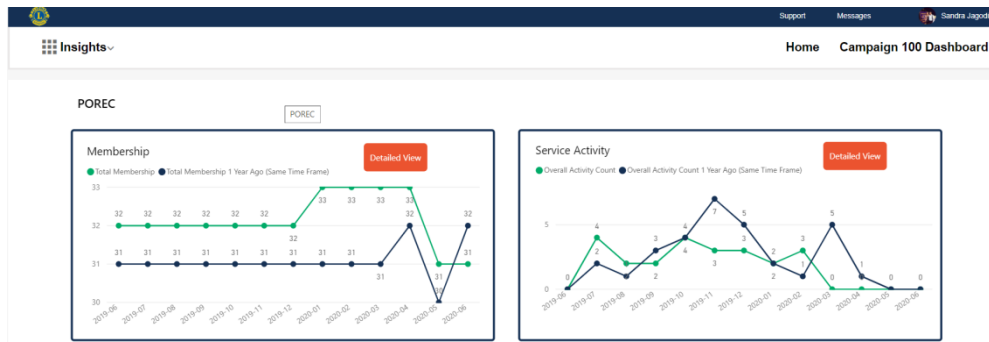 Support Messages Sandra Jagodi
Insights Home Campaign 100 Dashboard
POREC
POREC
Membership
Detailed View
Total Membership Total Membership 1 Year Ago (Same Time Frame)
33
33 33 33 33
32 32 32 32 32 32 32 32
32
32
31 31 31 31 31 31 31 31 31
31
31
31
30
30
2019-06 2019-07 2019-08 2019-09 2019-10 2019-11 2019-12 2020-01 2020-02 2020-03 2020-04 2020-05 2020-06
Service Activity
Detailed View
Overall Activity Count Overall Activity Count 1 Year Ago (Same Time Frame)
7 5 5
5
4 4
4
3 3 3
3
2 2 2
2 2 1 1
0 0 0 0 0
0
2019-06 2019-07 2019-08 2019-09 2019-10 2019-11 2019-12 2020-01 2020-02 2020-03 2020-04 2020-05 2020-06